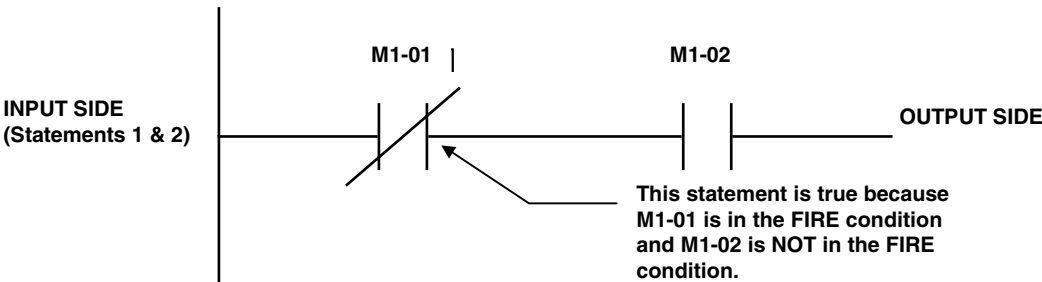 M1-01
M1-02
INPUT SIDE
(Statements 1 & 2)
OUTPUT SIDE
This statement is true because
M1-01 is in the FIRE condition
and M1-02 is NOT in the FIRE
condition.